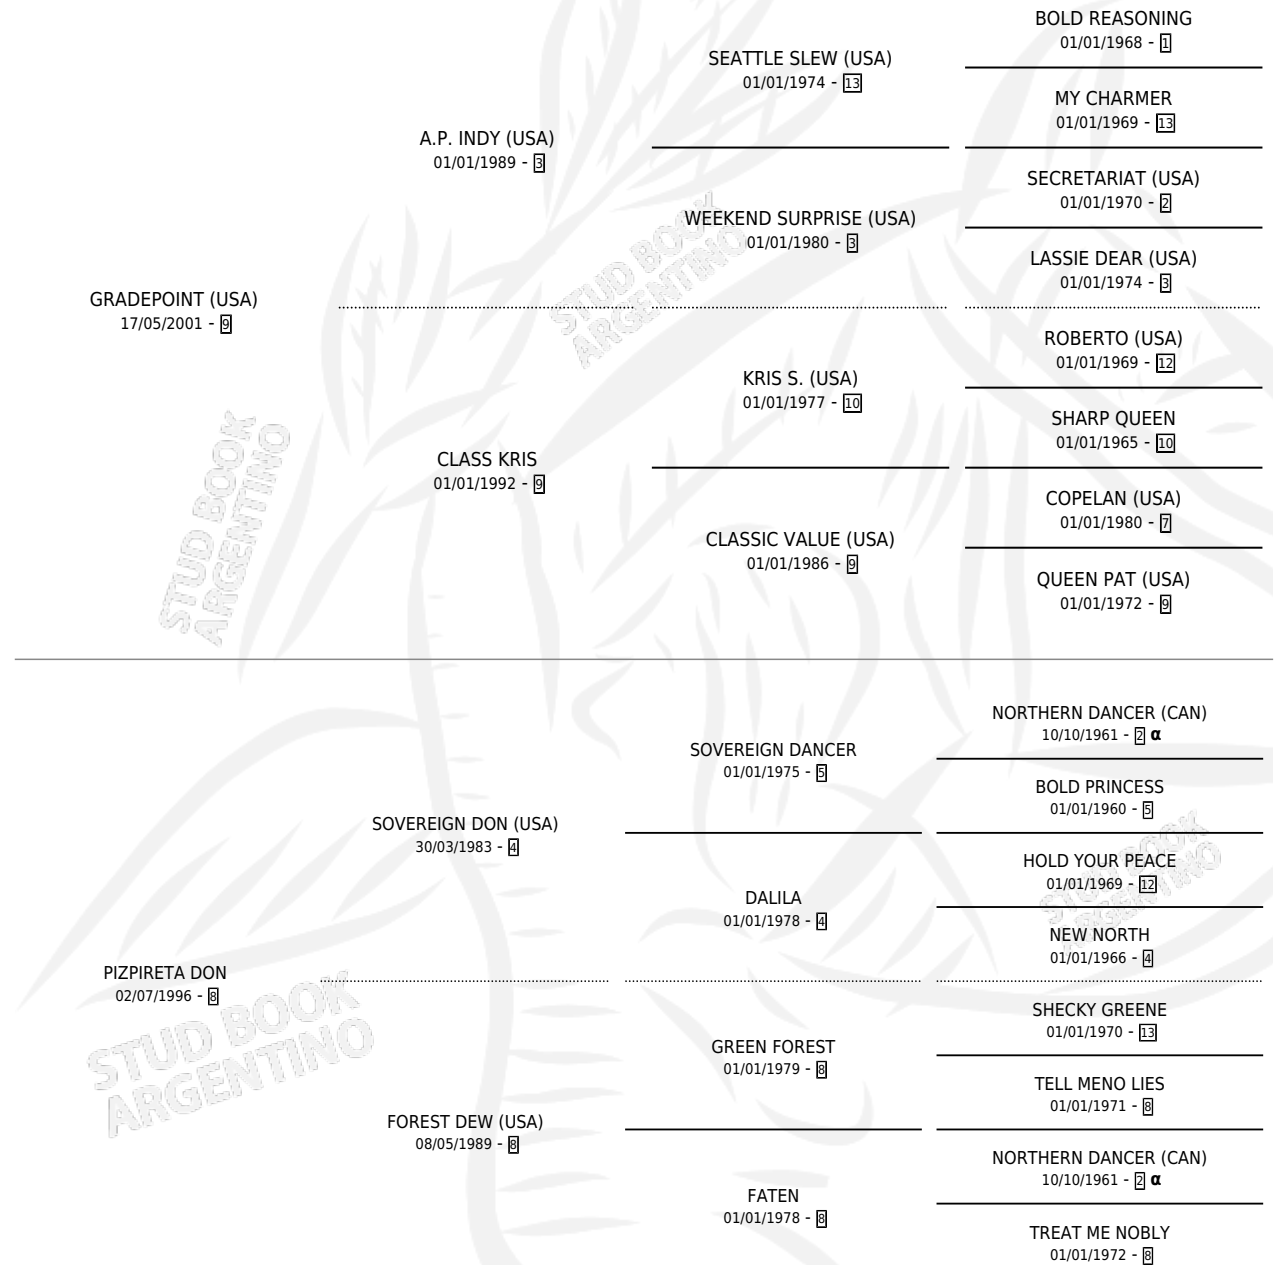 BOLD REASONING
01/01/1968 - 1
SEATTLE SLEW (USA)
01/01/1974 - 13
MY CHARMER
01/01/1969 - 13
A.P. INDY (USA)
01/01/1989 - 3
SECRETARIAT (USA)
01/01/1970 - 2
WEEKEND SURPRISE (USA)
01/01/1980 - 3
LASSIE DEAR (USA)
01/01/1974 - 3
GRADEPOINT (USA)
17/05/2001 - 9
ROBERTO (USA)
01/01/1969 - 12
KRIS S. (USA)
01/01/1977 - 10
SHARP QUEEN
01/01/1965 - 10
CLASS KRIS
01/01/1992 - 9
COPELAN (USA)
01/01/1980 - 7
CLASSIC VALUE (USA)
01/01/1986 - 9
QUEEN PAT (USA)
01/01/1972 - 9
NORTHERN DANCER (CAN)
10/10/1961 - 2 α
SOVEREIGN DANCER
01/01/1975 - 5
BOLD PRINCESS
01/01/1960 - 5
SOVEREIGN DON (USA)
30/03/1983 - 4
HOLD YOUR PEACE
01/01/1969 - 12
DALILA
01/01/1978 - 4
NEW NORTH
01/01/1966 - 4
PIZPIRETA DON
02/07/1996 - 8
SHECKY GREENE
01/01/1970 - 13
GREEN FOREST
01/01/1979 - 8
TELL MENO LIES
01/01/1971 - 8
FOREST DEW (USA)
08/05/1989 - 8
NORTHERN DANCER (CAN)
10/10/1961 - 2 α
FATEN
01/01/1978 - 8
TREAT ME NOBLY
01/01/1972 - 8
STUD BOOK
ARGENTINO
STUD BOOK
ARGENTINO
STUD BOOK
ARGENTINO
STUD BOOK
ARGENTINO